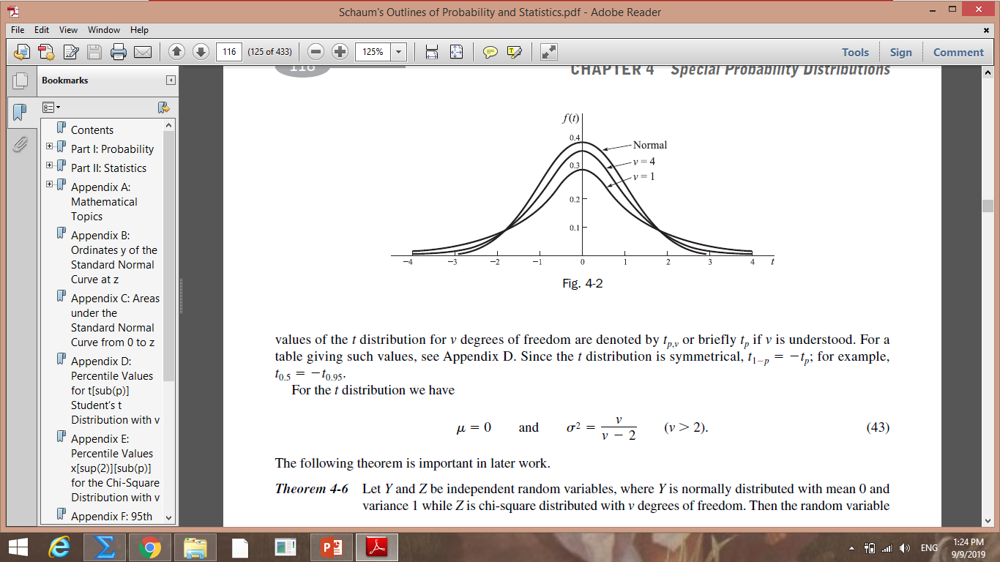 Schaum's Outlines of Probability and Statistics.pdf - Adobe Reader
File Edit View Window Help
116 (125 of 433) 125% Tools Sign Comment
Bookmarks
Contents
Part I: Probability
Part II: Statistics
Appendix A:
Mathematical
Topics
Appendix B:
Ordinates y of the
Standard Normal
Curve at z
Appendix C: Areas
under the
Standard Normal
Curve from 0 to z
Appendix D:
Percentile Values
for t[sub(p)]
Student's t
Distribution with v
Appendix E:
Percentile Values
x[sup(2)][sub(p)]
for the Chi-Square
Distribution with v
Appendix F: 95th
CHAPTER 4 Special Probability Distributions
f(t)
0.4
Normal
v = 4
0.3
v = 1
0.2
0.1
−4 −3 −2 −1 0 1 2 3 4 t
Fig. 4-2
values of the t distribution for v degrees of freedom are denoted by t_{p,v} or briefly t_p if v is understood. For a
table giving such values, see Appendix D. Since the t distribution is symmetrical, t_{1−p} = −t_p; for example,
t_{0.5} = −t_{0.95}.
For the t distribution we have
μ = 0 and σ² = v / (v − 2) (v > 2). (43)
The following theorem is important in later work.
Theorem 4-6 Let Y and Z be independent random variables, where Y is normally distributed with mean 0 and
variance 1 while Z is chi-square distributed with v degrees of freedom. Then the random variable
ENG
1:24 PM
9/9/2019